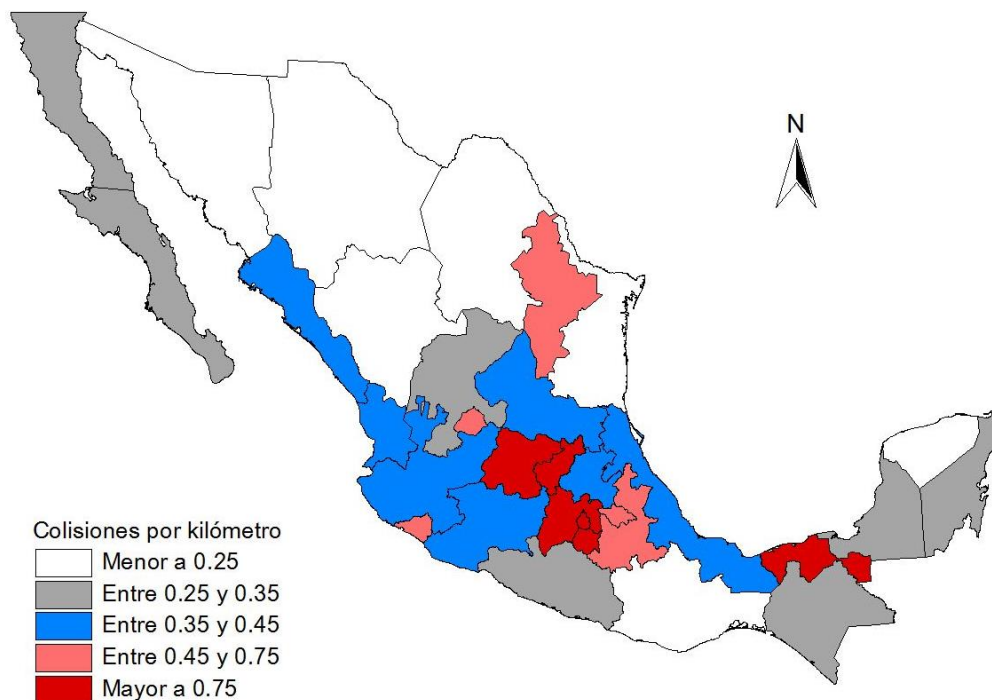 N
Colisiones por kilómetro
Menor a 0.25
Entre 0.25 y 0.35
Entre 0.35 y 0.45
Entre 0.45 y 0.75
Mayor a 0.75